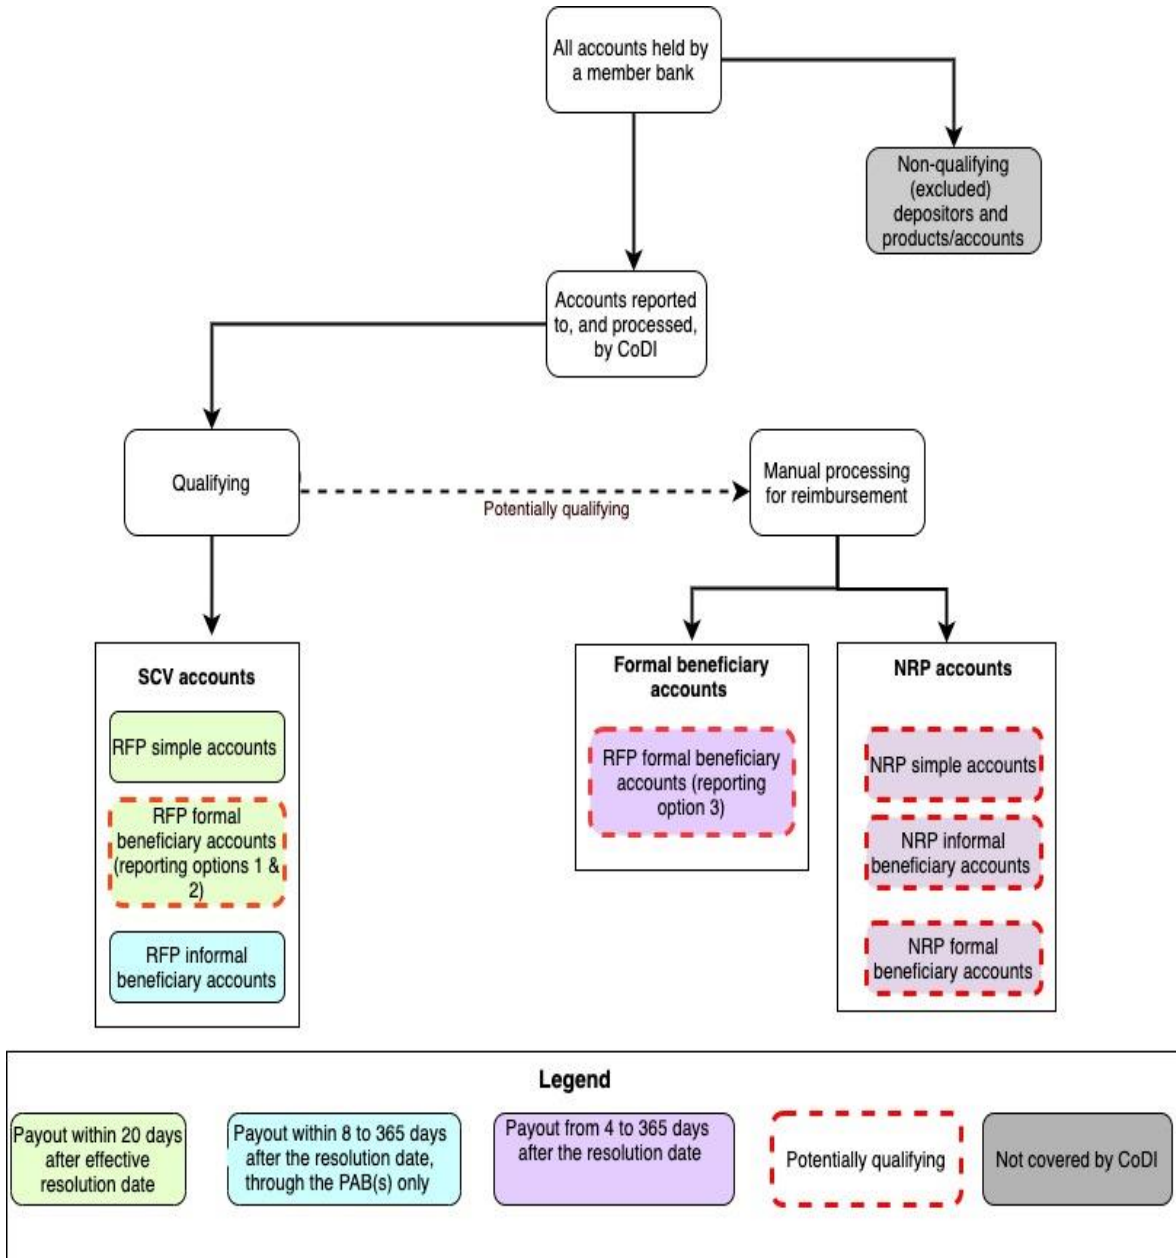 All accounts held by
a member bank
Non-qualifying
(excluded)
depositors and
products/accounts
Accounts reported
to, and processed,
by CoDI
Qualifying
Potentially qualifying
Manual processing
for reimbursement
SCV accounts
RFP simple accounts
RFP formal
beneficiary accounts
(reporting options 1 &
2)
RFP informal
beneficiary accounts
Formal beneficiary
accounts
RFP formal beneficiary
accounts (reporting
option 3)
NRP accounts
NRP simple accounts
NRP informal
beneficiary accounts
NRP formal
beneficiary accounts
Legend
Payout within 20 days
after effective
resolution date
Payout within 8 to 365 days
after the resolution date,
through the PAB(s) only
Payout from 4 to 365 days
after the resolution date
Potentially qualifying
Not covered by CoDI